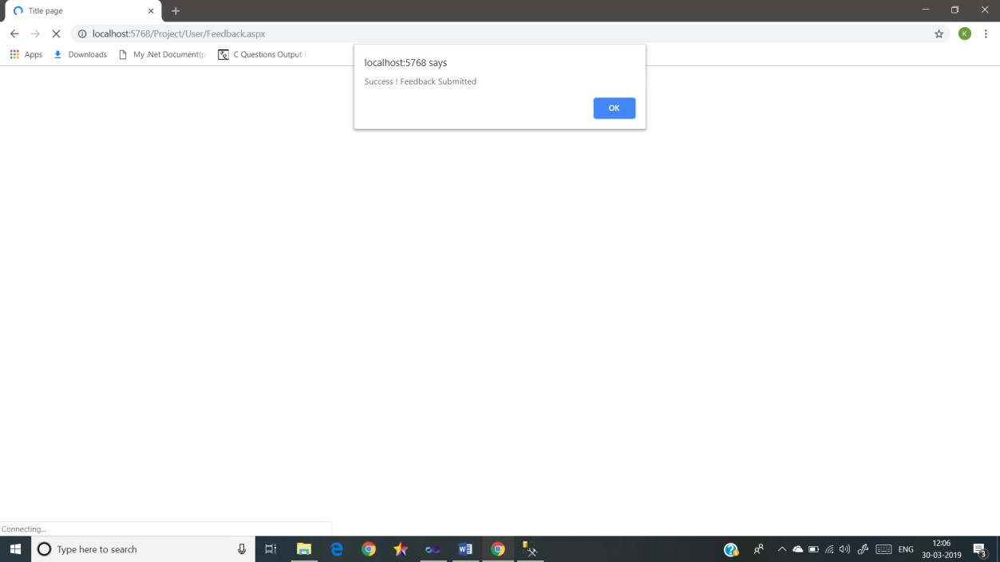 Title page
localhost:5768/Project/User/Feedback.aspx
K
Apps
Downloads
My .Net Document(p
C Questions Output
localhost:5768 says
Success ! Feedback Submitted
OK
Connecting...
Type here to search
ENG
12:06
30-03-2019
3